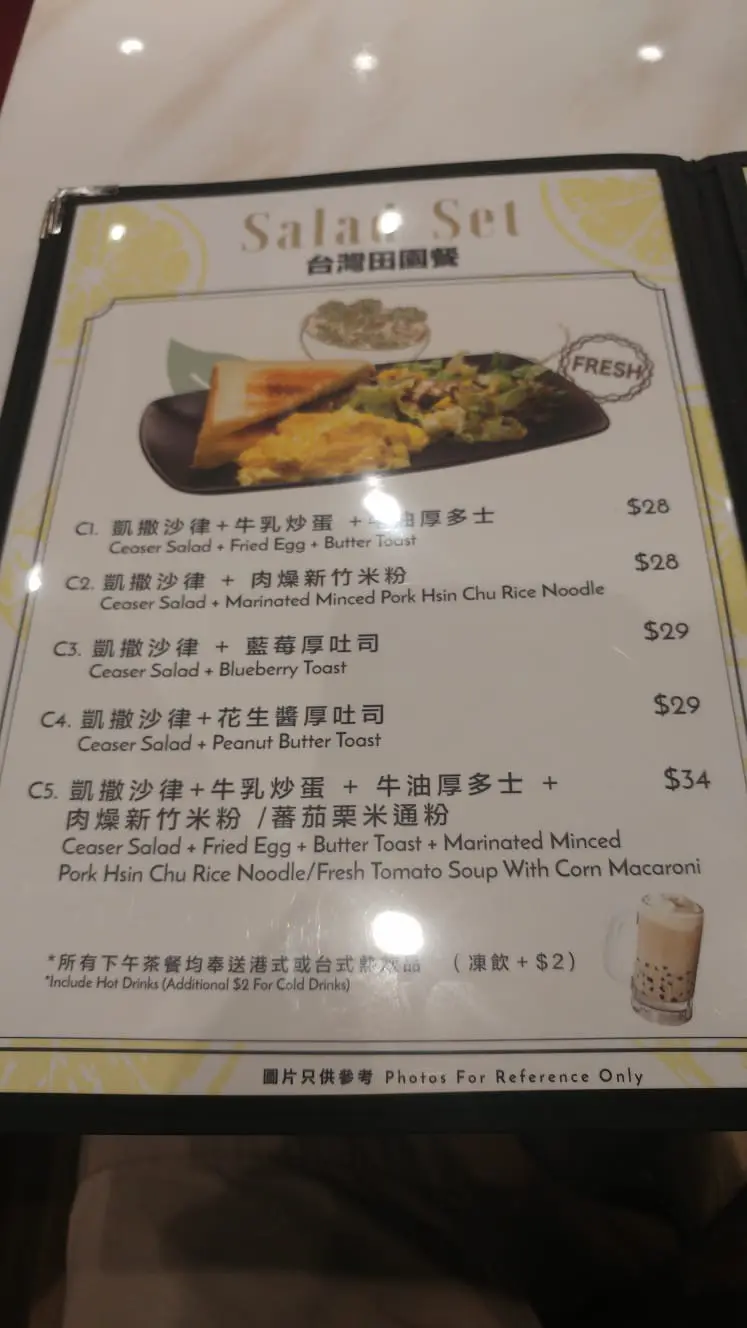 Salad Set
台灣田園餐
FRESH
C1. 凱撒沙律+牛乳炒蛋 + 油厚多士 $28
Ceaser Salad + Fried Egg + Butter Toast
C2. 凱撒沙律 + 肉燥新竹米粉 $28
Ceaser Salad + Marinated Minced Pork Hsin Chu Rice Noodle
C3. 凱撒沙律 + 藍莓厚吐司 $29
Ceaser Salad + Blueberry Toast
C4. 凱撒沙律+花生醬厚吐司 $29
Ceaser Salad + Peanut Butter Toast
C5. 凱撒沙律+牛乳炒蛋 + 牛油厚多士 + $34
肉燥新竹米粉 /蕃茄栗米通粉
Ceaser Salad + Fried Egg + Butter Toast + Marinated Minced
Pork Hsin Chu Rice Noodle/Fresh Tomato Soup With Corn Macaroni
*所有下午茶餐均奉送港式或台式熱飲品 (凍飲+$2)
*Include Hot Drinks (Additional $2 For Cold Drinks)
圖片只供參考 Photos For Reference Only